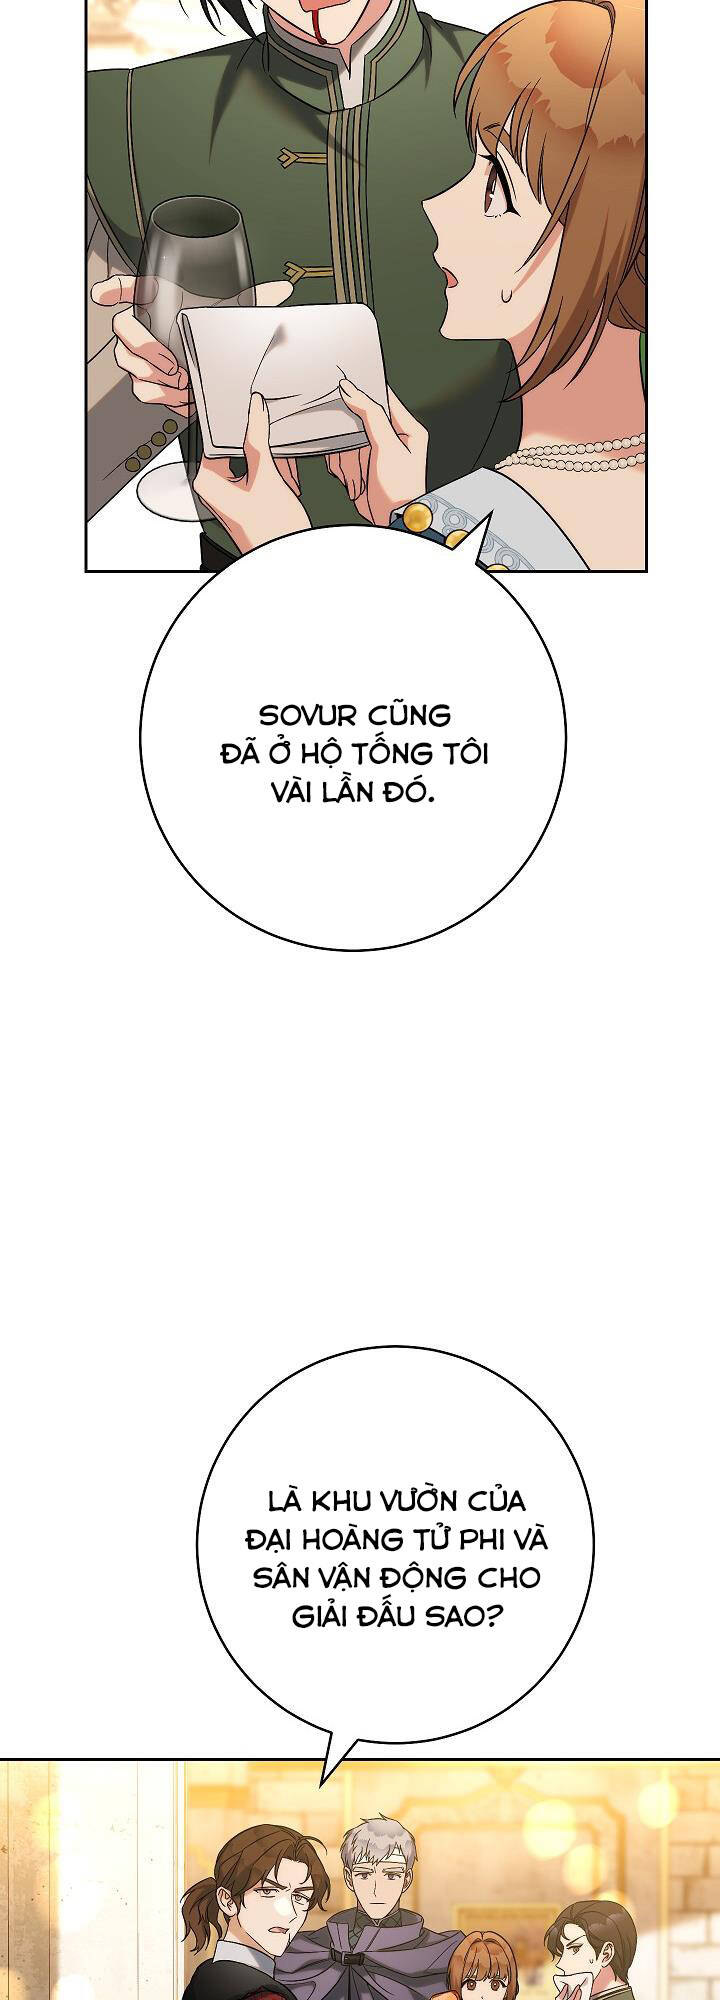 SOVUR CŨNG
ĐÃ Ở HỘ TỐNG TÔI
VÀI LẦN ĐÓ.
LÀ KHU VƯỜN CỦA
ĐẠI HOÀNG TỬ PHI VÀ
SÂN VẬN ĐỘNG CHO
GIẢI ĐẤU SAO?